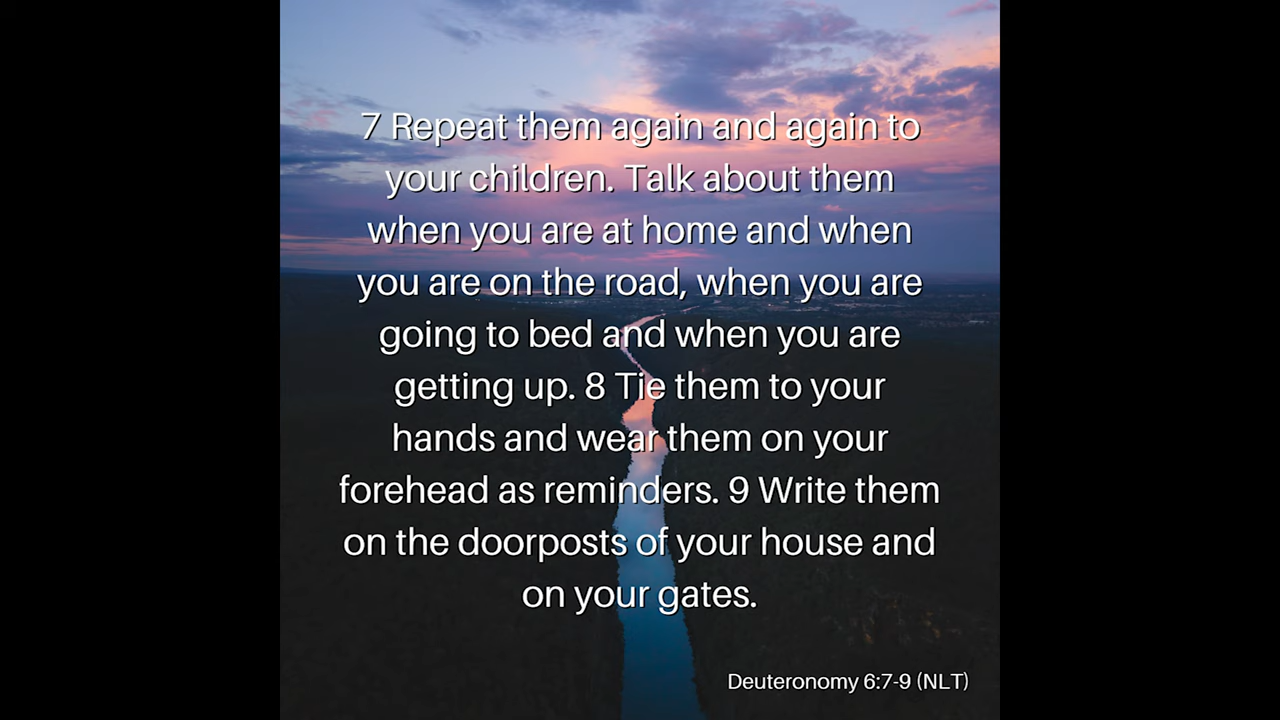 7 Repeat them again and again to
your children. Talk about them
when you are at home and when
you are on the road, when you are
going to bed and when you are
getting up. 8 Tie them to your
hands and wear them on your
forehead as reminders. 9 Write them
on the doorposts of your house and
on your gates.
Deuteronomy 6:7-9 (NLT)